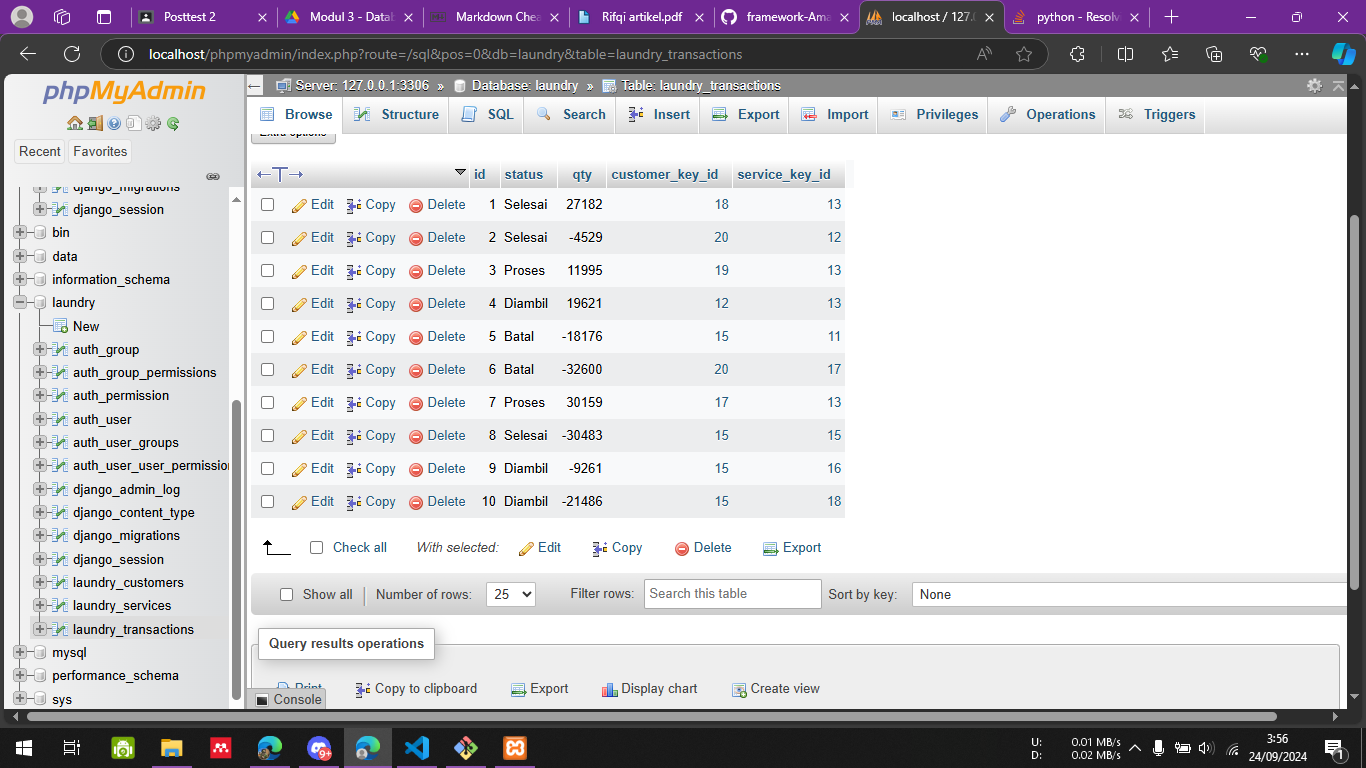 Posttest 2
Modul 3 - Datab
Markdown Chea
Rifqi artikel.pdf
framework-Ama
localhost / 127.0
python - Resolv
localhost/phpmyadmin/index.php?route=/sql&pos=0&db=laundry&table=laundry_transactions
phpMyAdmin
Recent Favorites
django_migrations
django_session
bin
data
information_schema
laundry
New
auth_group
auth_group_permissions
auth_permission
auth_user
auth_user_groups
auth_user_user_permission
django_admin_log
django_content_type
django_migrations
django_session
laundry_customers
laundry_services
laundry_transactions
mysql
performance_schema
sys
Server: 127.0.0.1:3306 » Database: laundry » Table: laundry_transactions
Browse Structure SQL Search Insert Export Import Privileges Operations Triggers
Extra options
id status qty customer_key_id service_key_id
Edit Copy Delete 1 Selesai 27182 18 13
Edit Copy Delete 2 Selesai -4529 20 12
Edit Copy Delete 3 Proses 11995 19 13
Edit Copy Delete 4 Diambil 19621 12 13
Edit Copy Delete 5 Batal -18176 15 11
Edit Copy Delete 6 Batal -32600 20 17
Edit Copy Delete 7 Proses 30159 17 13
Edit Copy Delete 8 Selesai -30483 15 15
Edit Copy Delete 9 Diambil -9261 15 16
Edit Copy Delete 10 Diambil -21486 15 18
Check all With selected: Edit Copy Delete Export
Show all Number of rows: 25 Filter rows: Search this table Sort by key: None
Query results operations
Print Copy to clipboard Export Display chart Create view
Console
9+
U: 0.01 MB/s
D: 0.02 MB/s
3:56
24/09/2024
1